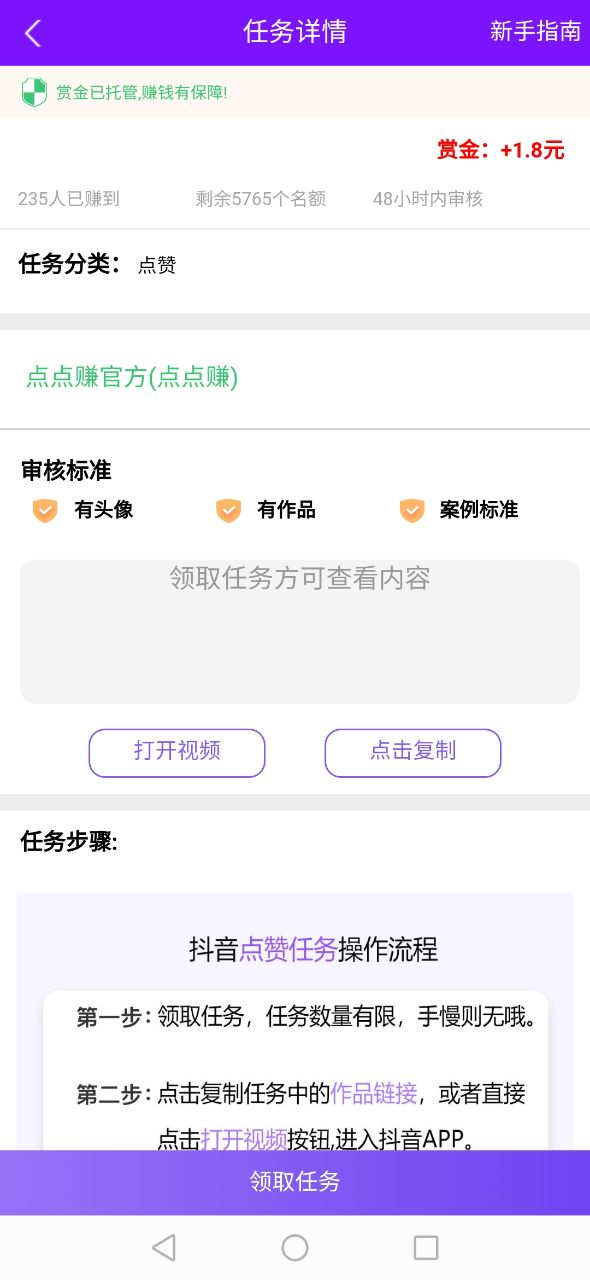 任务详情
新手指南
赏金已托管,赚钱有保障!
赏金：+1.8元
235人已赚到 剩余5765个名额 48小时内审核
任务分类： 点赞
点点赚官方(点点赚)
审核标准
有头像 有作品 案例标准
领取任务方可查看内容
打开视频 点击复制
任务步骤:
抖音点赞任务操作流程
第一步：领取任务，任务数量有限，手慢则无哦。
第二步：点击复制任务中的作品链接，或者直接
点击打开视频按钮,进入抖音APP。
领取任务